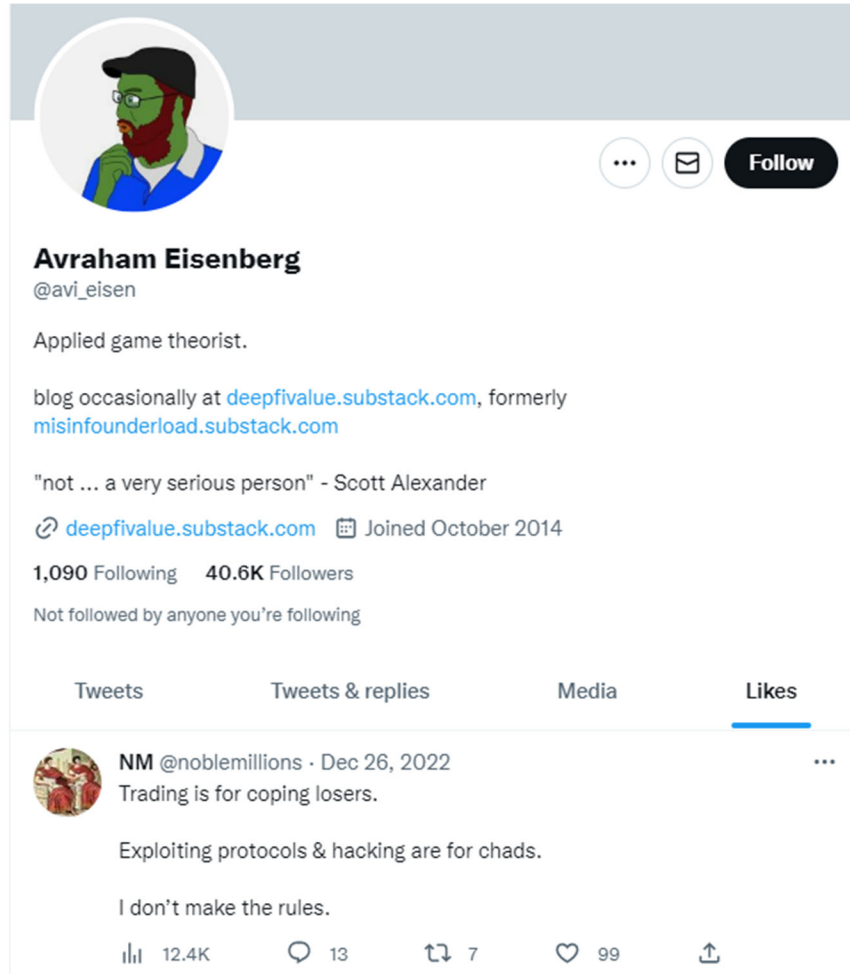 Follow
Avraham Eisenberg
@avi_eisen
Applied game theorist.
blog occasionally at deepfivalue.substack.com, formerly
misinfounderload.substack.com
"not ... a very serious person" - Scott Alexander
deepfivalue.substack.com Joined October 2014
1,090 Following 40.6K Followers
Not followed by anyone you’re following
Tweets Tweets & replies Media Likes
NM @noblemillions · Dec 26, 2022
Trading is for coping losers.
Exploiting protocols & hacking are for chads.
I don’t make the rules.
12.4K 13 7 99